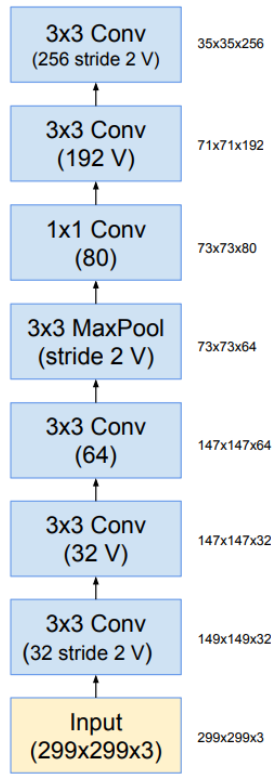 3x3 Conv
(256 stride 2 V)
35x35x256
3x3 Conv
(192 V)
71x71x192
1x1 Conv
(80)
73x73x80
3x3 MaxPool
(stride 2 V)
73x73x64
3x3 Conv
(64)
147x147x64
3x3 Conv
(32 V)
147x147x32
3x3 Conv
(32 stride 2 V)
149x149x32
Input
(299x299x3)
299x299x3